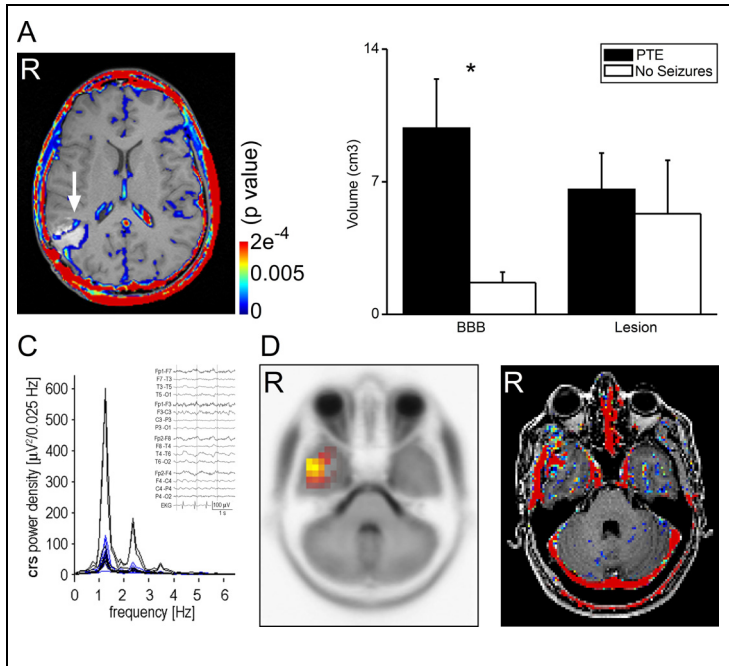 A
R
(p value)
2e-4
0.005
0
14
7
0
Volume (cm3)
PTE
No Seizures
*
BBB
Lesion
C
crs power density [µV²/0.025 Hz]
600
500
400
300
200
100
0
0 1 2 3 4 5 6
frequency [Hz]
Fp1-F7
F7-T3
T3-T5
T5-O1
Fp1-F3
F3-C3
C3-P3
P3-O1
Fp2-F8
F8-T4
T4-T6
T6-O2
Fp2-F4
F4-C4
C4-P4
P4-O2
EKG
100 µV
1 s
D
R
R